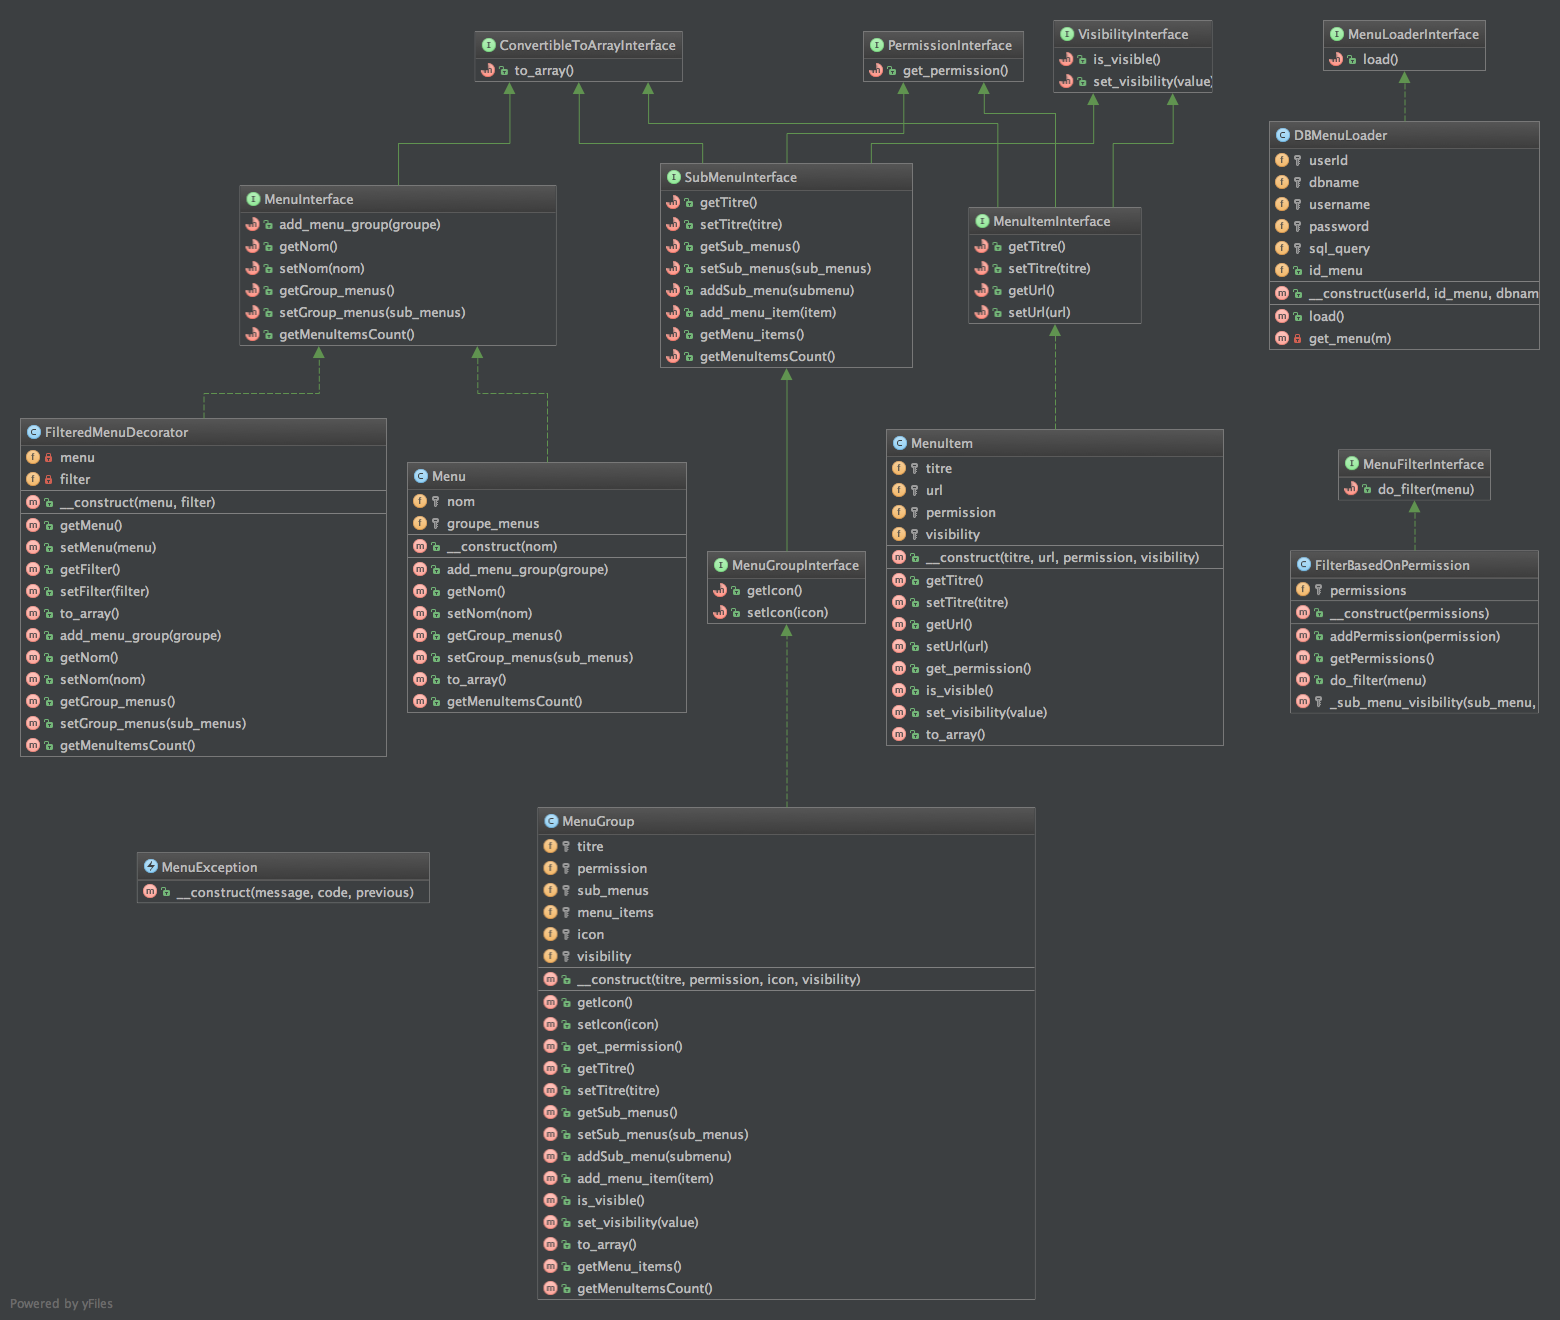 ConvertibleToArrayInterface
to_array()
PermissionInterface
get_permission()
VisibilityInterface
is_visible()
set_visibility(value)
MenuLoaderInterface
load()
DBMenuLoader
userId
dbname
username
password
sql_query
id_menu
__construct(userId, id_menu, dbnam
load()
get_menu(m)
MenuInterface
add_menu_group(groupe)
getNom()
setNom(nom)
getGroup_menus()
setGroup_menus(sub_menus)
getMenuItemsCount()
SubMenuInterface
getTitre()
setTitre(titre)
getSub_menus()
setSub_menus(sub_menus)
addSub_menu(submenu)
add_menu_item(item)
getMenu_items()
getMenuItemsCount()
MenuItemInterface
getTitre()
setTitre(titre)
getUrl()
setUrl(url)
FilteredMenuDecorator
menu
filter
__construct(menu, filter)
getMenu()
setMenu(menu)
getFilter()
setFilter(filter)
to_array()
add_menu_group(groupe)
getNom()
setNom(nom)
getGroup_menus()
setGroup_menus(sub_menus)
getMenuItemsCount()
Menu
nom
groupe_menus
__construct(nom)
add_menu_group(groupe)
getNom()
setNom(nom)
getGroup_menus()
setGroup_menus(sub_menus)
to_array()
getMenuItemsCount()
MenuGroupInterface
getIcon()
setIcon(icon)
MenuItem
titre
url
permission
visibility
__construct(titre, url, permission, visibility)
getTitre()
setTitre(titre)
getUrl()
setUrl(url)
get_permission()
is_visible()
set_visibility(value)
to_array()
MenuFilterInterface
do_filter(menu)
FilterBasedOnPermission
permissions
__construct(permissions)
addPermission(permission)
getPermissions()
do_filter(menu)
_sub_menu_visibility(sub_menu,
MenuException
__construct(message, code, previous)
MenuGroup
titre
permission
sub_menus
menu_items
icon
visibility
__construct(titre, permission, icon, visibility)
getIcon()
setIcon(icon)
get_permission()
getTitre()
setTitre(titre)
getSub_menus()
setSub_menus(sub_menus)
addSub_menu(submenu)
add_menu_item(item)
is_visible()
set_visibility(value)
to_array()
getMenu_items()
getMenuItemsCount()
Powered by yFiles